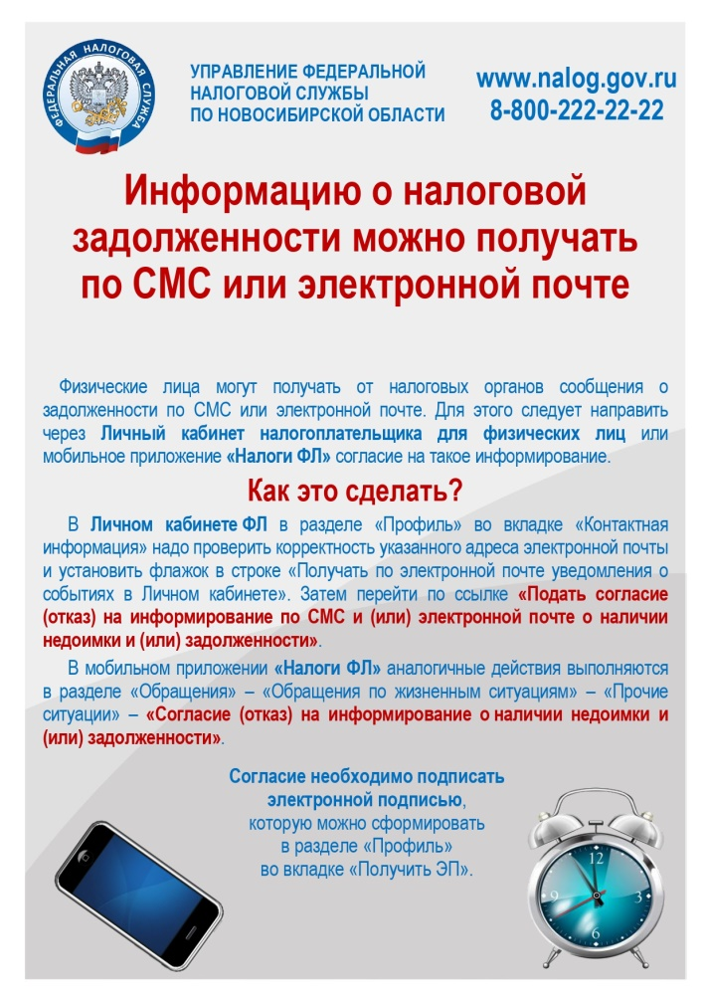 ФЕДЕРАЛЬНАЯ НАЛОГОВАЯ СЛУЖБА
УПРАВЛЕНИЕ ФЕДЕРАЛЬНОЙ
НАЛОГОВОЙ СЛУЖБЫ
ПО НОВОСИБИРСКОЙ ОБЛАСТИ
www.nalog.gov.ru
8-800-222-22-22
Информацию о налоговой
задолженности можно получать
по СМС или электронной почте
Физические лица могут получать от налоговых органов сообщения о
задолженности по СМС или электронной почте. Для этого следует направить
через Личный кабинет налогоплательщика для физических лиц или
мобильное приложение «Налоги ФЛ» согласие на такое информирование.
Как это сделать?
В Личном кабинете ФЛ в разделе «Профиль» во вкладке «Контактная
информация» надо проверить корректность указанного адреса электронной почты
и установить флажок в строке «Получать по электронной почте уведомления о
событиях в Личном кабинете». Затем перейти по ссылке «Подать согласие
(отказ) на информирование по СМС и (или) электронной почте о наличии
недоимки и (или) задолженности».
В мобильном приложении «Налоги ФЛ» аналогичные действия выполняются
в разделе «Обращения» – «Обращения по жизненным ситуациям» – «Прочие
ситуации» – «Согласие (отказ) на информирование о наличии недоимки и
(или) задолженности».
Согласие необходимо подписать
электронной подписью,
которую можно сформировать
в разделе «Профиль»
во вкладке «Получить ЭП».
12
9
3
6